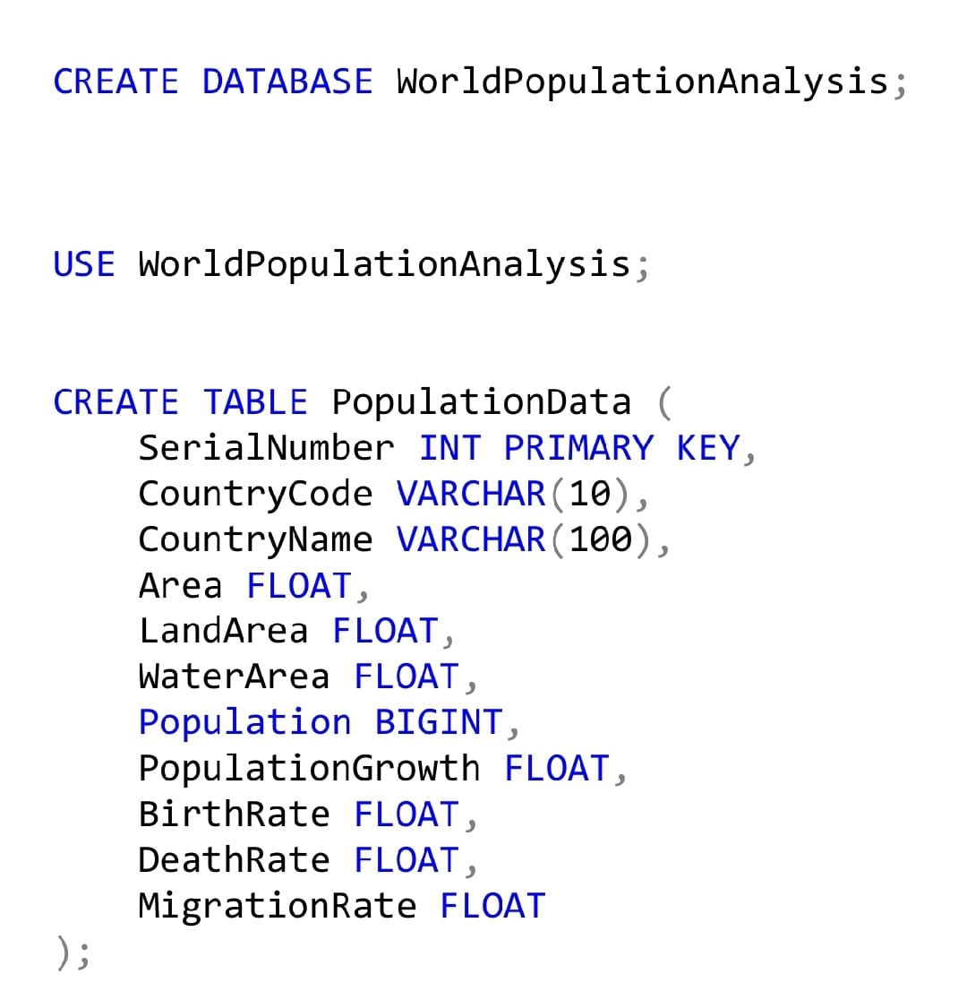 CREATE DATABASE WorldPopulationAnalysis;
USE WorldPopulationAnalysis;
CREATE TABLE PopulationData (
    SerialNumber INT PRIMARY KEY,
    CountryCode VARCHAR(10),
    CountryName VARCHAR(100),
    Area FLOAT,
    LandArea FLOAT,
    WaterArea FLOAT,
    Population BIGINT,
    PopulationGrowth FLOAT,
    BirthRate FLOAT,
    DeathRate FLOAT,
    MigrationRate FLOAT
);